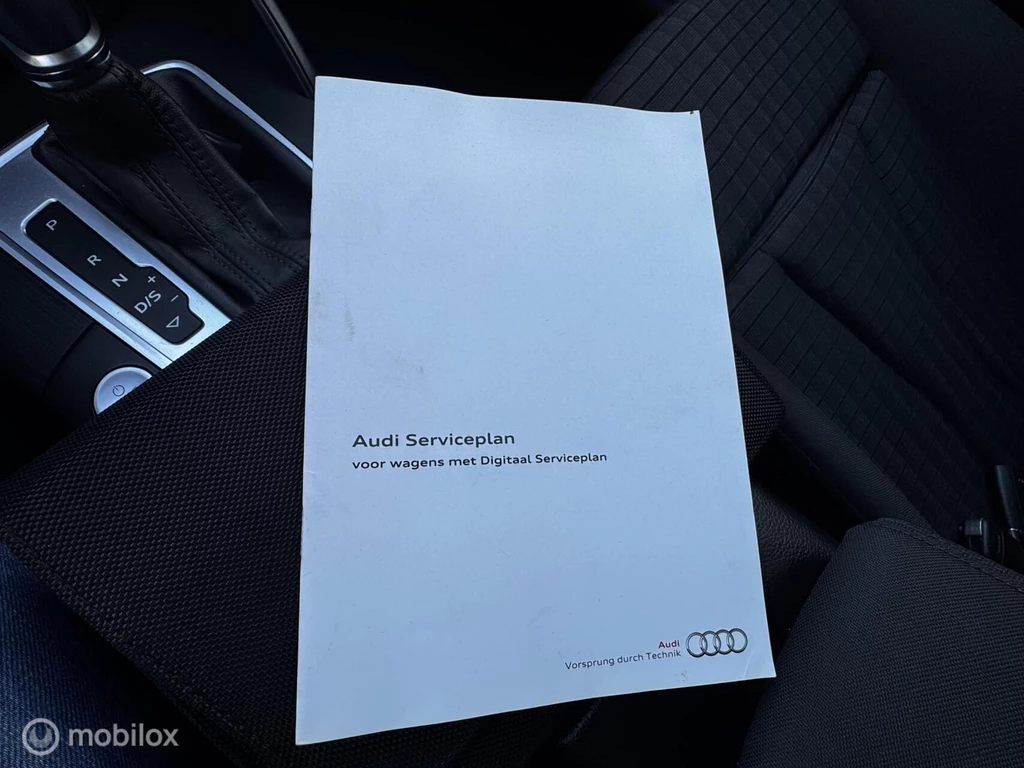 P
R
N
D/S
+
−
Audi Serviceplan
voor wagens met Digitaal Serviceplan
Audi
Vorsprung durch Technik
mobilox